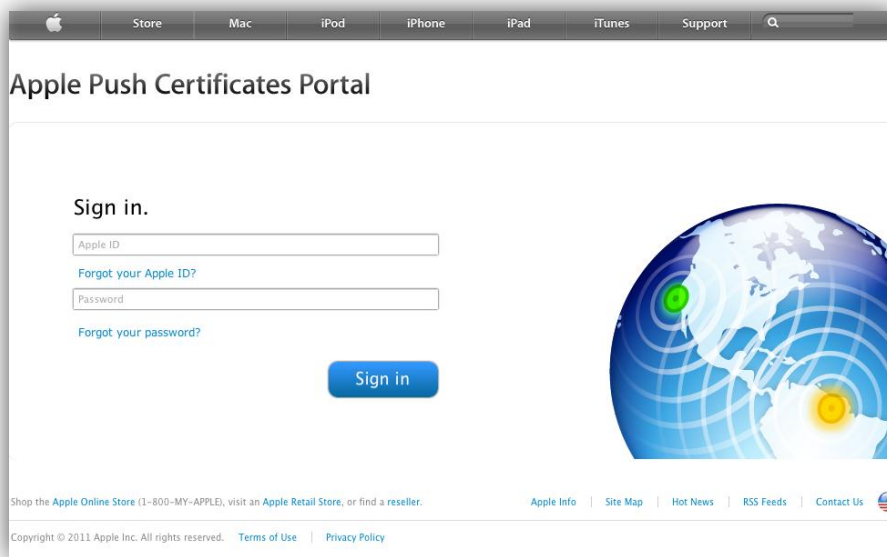 Store Mac iPod iPhone iPad iTunes Support
Apple Push Certificates Portal
Sign in.
Apple ID
Forgot your Apple ID?
Password
Forgot your password?
Sign in
Shop the Apple Online Store (1-800-MY-APPLE), visit an Apple Retail Store, or find a reseller. Apple Info | Site Map | Hot News | RSS Feeds | Contact Us
Copyright © 2011 Apple Inc. All rights reserved. Terms of Use | Privacy Policy